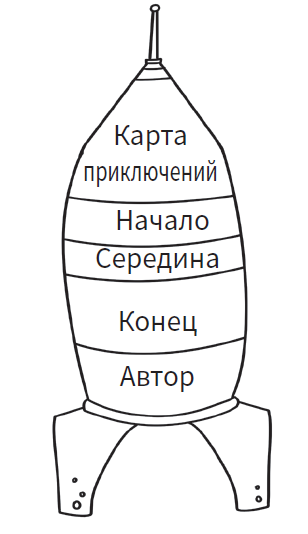 Карта
приключений
Начало
Середина
Конец
Автор